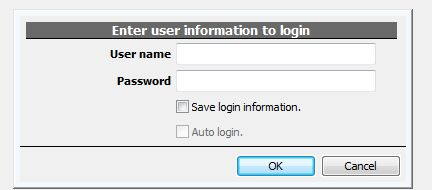 Enter user information to login
User name
Password
Save login information.
Auto login.
OK Cancel